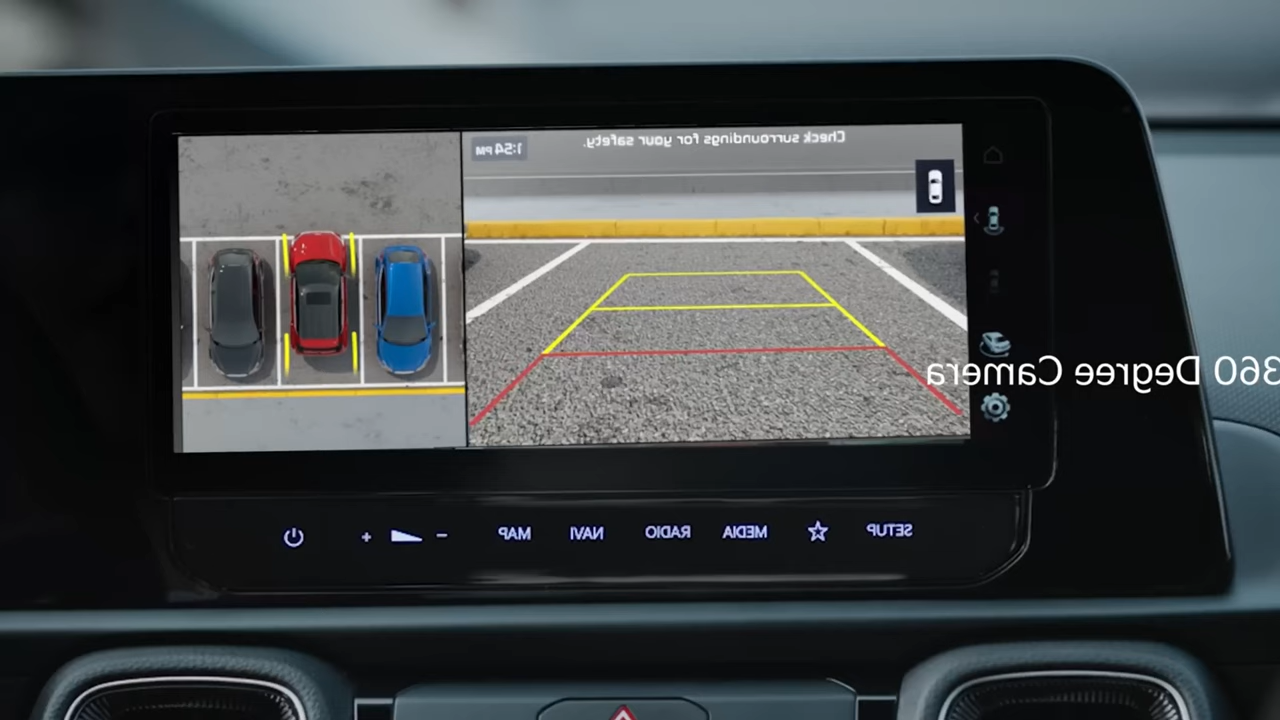 Check surroundings for your safety.
1:54 PM
360 Degree Camera
SETUP
MEDIA
RADIO
NAVI
MAP
- +